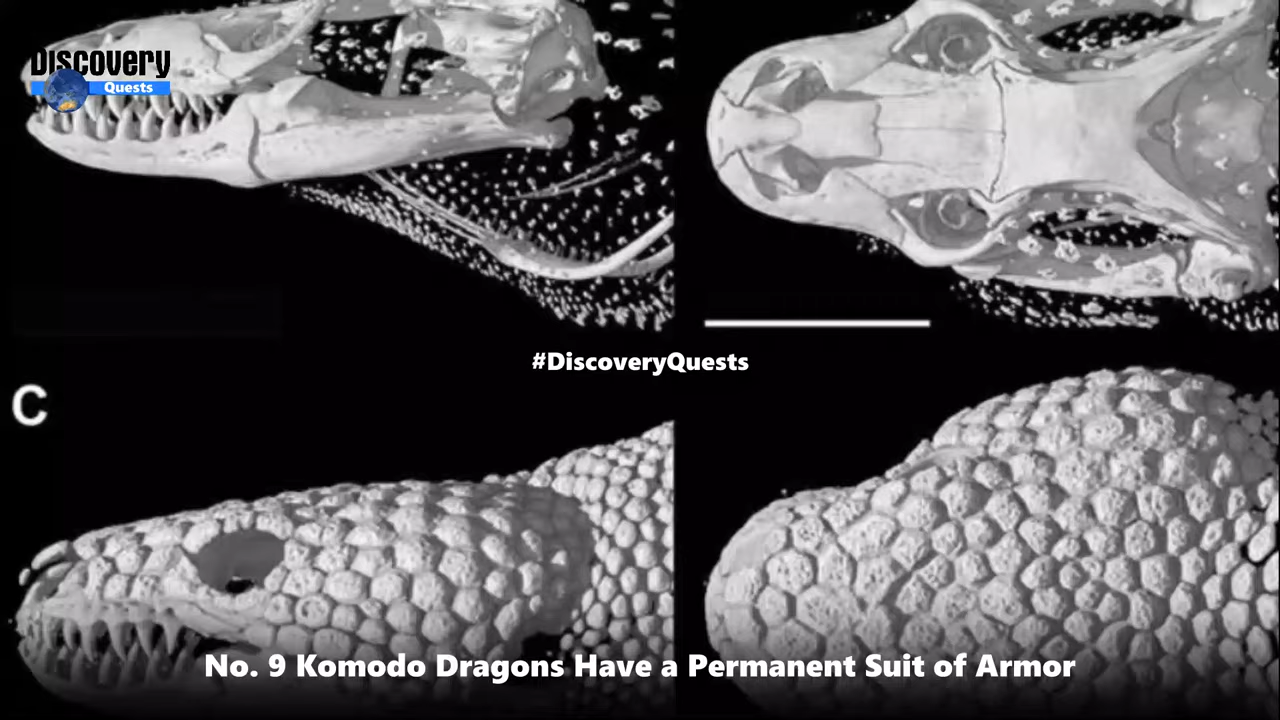 Discovery
Quests
#DiscoveryQuests
C
No. 9 Komodo Dragons Have a Permanent Suit of Armor